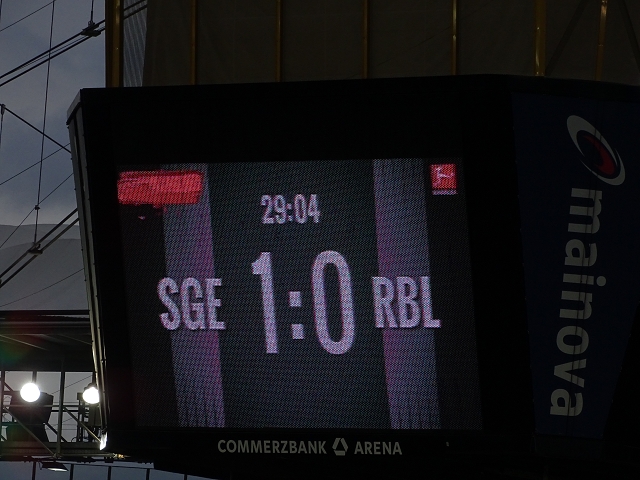 29:04
SGE 1:0 RBL
COMMERZBANK ARENA
mainova